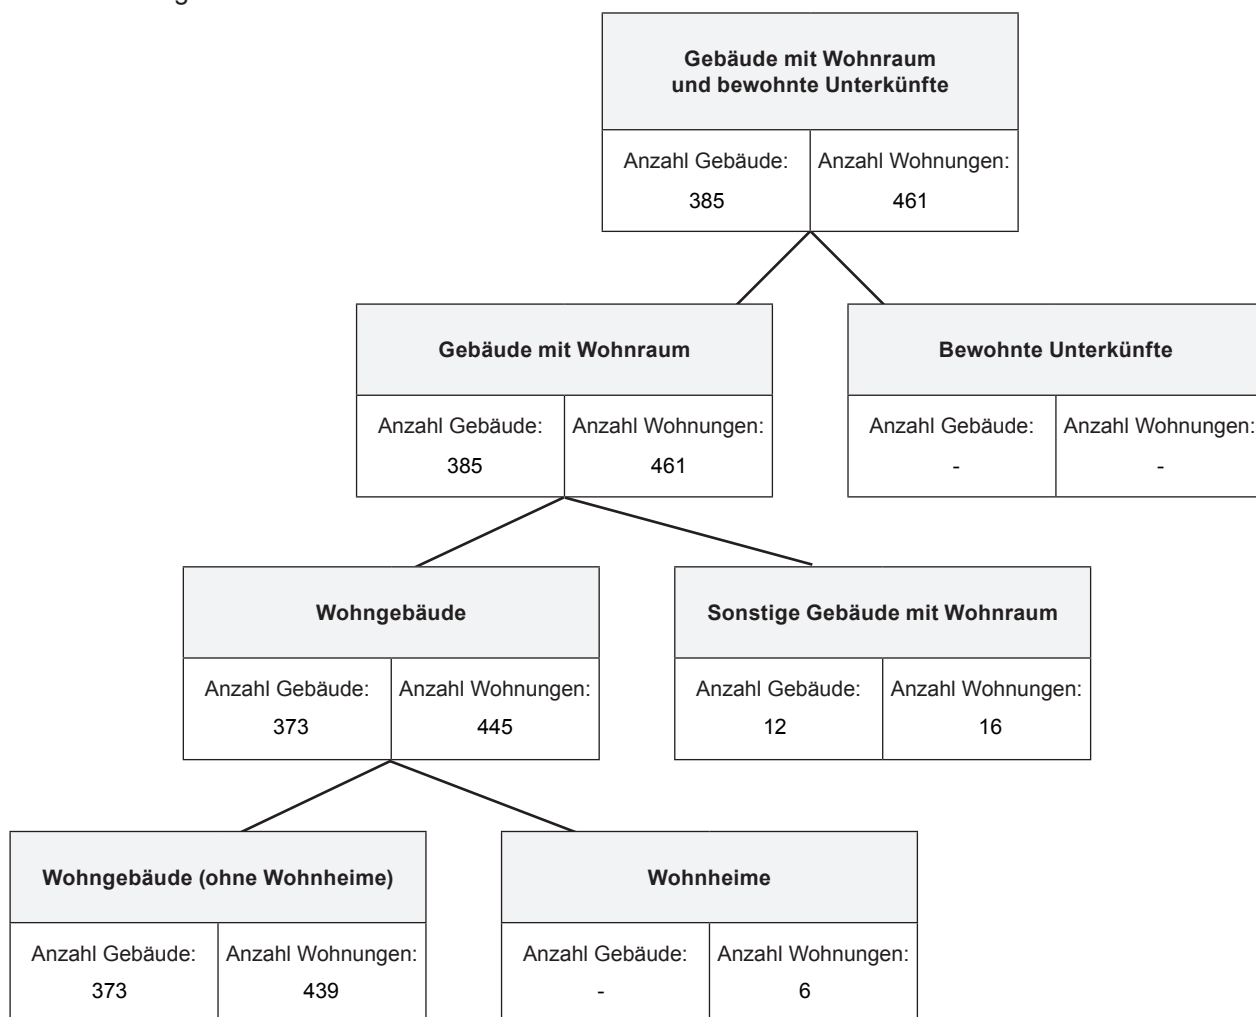 Gebäude mit Wohnraum
und bewohnte Unterkünfte
Anzahl Gebäude: Anzahl Wohnungen:
385 461
Gebäude mit Wohnraum
Anzahl Gebäude: Anzahl Wohnungen:
385 461
Bewohnte Unterkünfte
Anzahl Gebäude: Anzahl Wohnungen:
- -
Wohngebäude
Anzahl Gebäude: Anzahl Wohnungen:
373 445
Sonstige Gebäude mit Wohnraum
Anzahl Gebäude: Anzahl Wohnungen:
12 16
Wohngebäude (ohne Wohnheime)
Anzahl Gebäude: Anzahl Wohnungen:
373 439
Wohnheime
Anzahl Gebäude: Anzahl Wohnungen:
- 6